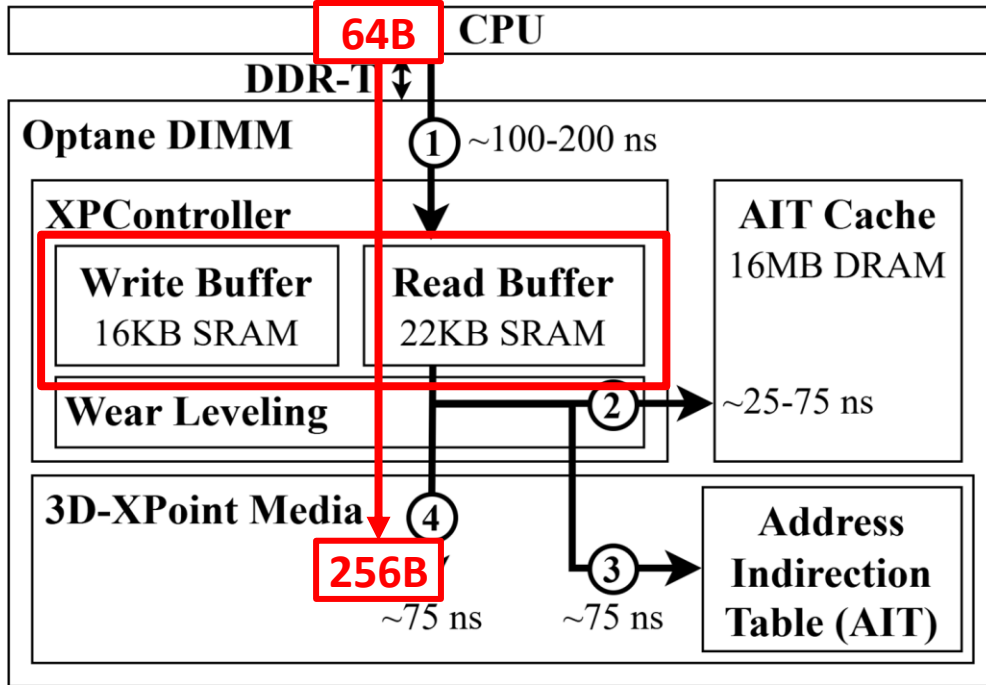 64B CPU
DDR-T
Optane DIMM
1 ~100-200 ns
XPController
Write Buffer
16KB SRAM
Read Buffer
22KB SRAM
AIT Cache
16MB DRAM
Wear Leveling
2 ~25-75 ns
3D-XPoint Media
4
256B
~75 ns
3
~75 ns
Address
Indirection
Table (AIT)